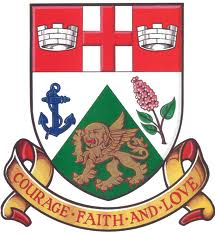 COURAGE · FAITH · AND · LOVE